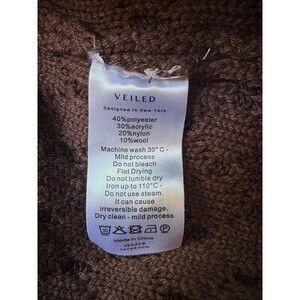 VEILED
Designed in New York
40%polyester
30%acrylic
20%nylon
10%wool
Machine wash 30° C -
Mild process
Do not bleach
Flat Drying
Do not tumble dry
Iron up to 110° C -
Do not use steam.
It can cause
irreversible damage.
Dry clean - mild process
Made in China